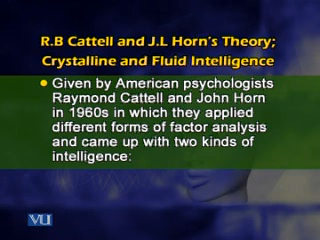 R.B Cattell and J.L Horn's Theory;
Crystalline and Fluid Intelligence
• Given by American psychologists
Raymond Cattell and John Horn
in 1960s in which they applied
different forms of factor analysis
and came up with two kinds of
intelligence:
VU